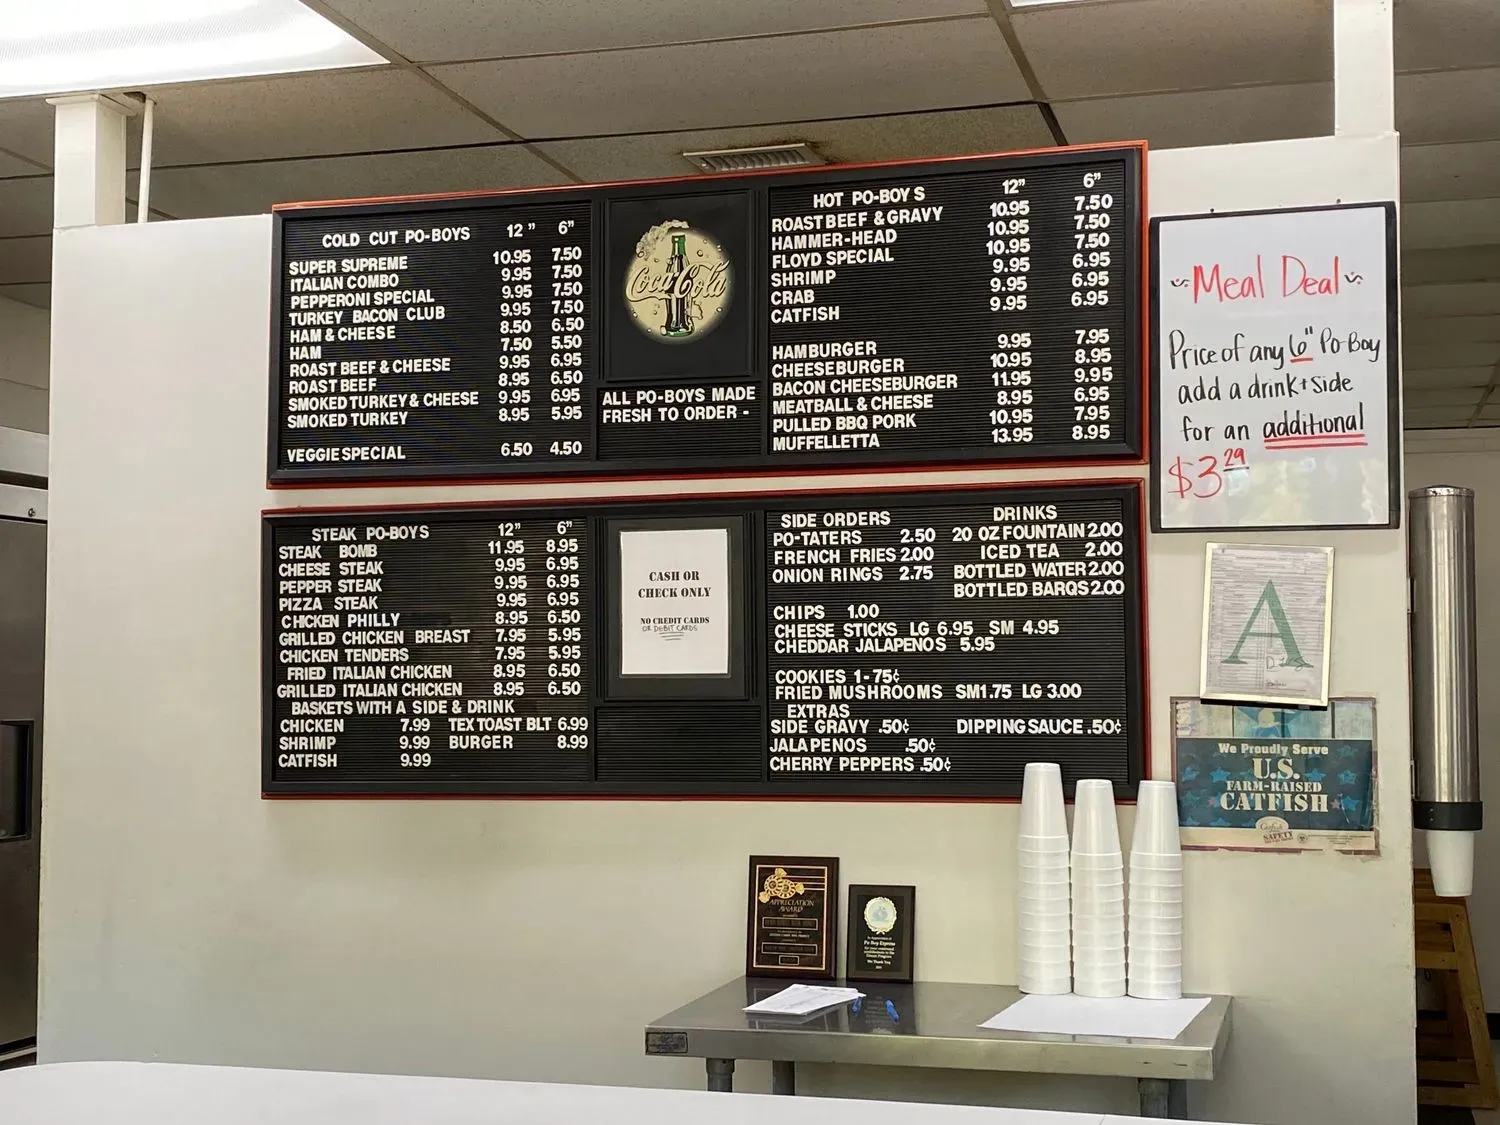 COLD CUT PO-BOYS 12" 6"
SUPER SUPREME 10.95 7.50
ITALIAN COMBO 9.95 7.50
PEPPERONI SPECIAL 9.95 7.50
TURKEY BACON CLUB 9.95 7.50
HAM & CHEESE 8.50 6.50
HAM 7.50 5.50
ROAST BEEF & CHEESE 9.95 6.95
ROAST BEEF 8.95 6.50
SMOKED TURKEY & CHEESE 9.95 6.95
SMOKED TURKEY 8.95 5.95
VEGGIE SPECIAL 6.50 4.50
Coca-Cola
ALL PO-BOYS MADE
FRESH TO ORDER -
HOT PO-BOYS 12" 6"
ROAST BEEF & GRAVY 10.95 7.50
HAMMER-HEAD 10.95 7.50
FLOYD SPECIAL 10.95 7.50
SHRIMP 9.95 6.95
CRAB 9.95 6.95
CATFISH 9.95 6.95
HAMBURGER 9.95 7.95
CHEESEBURGER 10.95 8.95
BACON CHEESEBURGER 11.95 9.95
MEATBALL & CHEESE 8.95 6.95
PULLED BBQ PORK 10.95 7.95
MUFFELLETTA 13.95 8.95
~Meal Deal~
Price of any 6" Po-Boy
add a drink + side
for an additional
$3.29
STEAK PO-BOYS 12" 6"
STEAK BOMB 11.95 8.95
CHEESE STEAK 9.95 6.95
PEPPER STEAK 9.95 6.95
PIZZA STEAK 9.95 6.95
CHICKEN PHILLY 8.95 6.50
GRILLED CHICKEN BREAST 7.95 5.95
CHICKEN TENDERS 7.95 5.95
FRIED ITALIAN CHICKEN 8.95 6.50
GRILLED ITALIAN CHICKEN 8.95 6.50
BASKETS WITH A SIDE & DRINK
CHICKEN 7.99 TEX TOAST BLT 6.99
SHRIMP 9.99 BURGER 8.99
CATFISH 9.99
CASH OR
CHECK ONLY
NO CREDIT CARDS
OR DEBIT CARDS
SIDE ORDERS DRINKS
PO-TATERS 2.50 20 OZ FOUNTAIN 2.00
FRENCH FRIES 2.00 ICED TEA 2.00
ONION RINGS 2.75 BOTTLED WATER 2.00
BOTTLED BARQS 2.00
CHIPS 1.00
CHEESE STICKS LG 6.95 SM 4.95
CHEDDAR JALAPENOS 5.95
COOKIES 1-75¢
FRIED MUSHROOMS SM 1.75 LG 3.00
EXTRAS
SIDE GRAVY .50¢ DIPPING SAUCE .50¢
JALAPENOS .50¢
CHERRY PEPPERS .50¢
A
We Proudly Serve
U.S.
FARM-RAISED
CATFISH
APPRECIATION
AWARD
Po-Boy Express